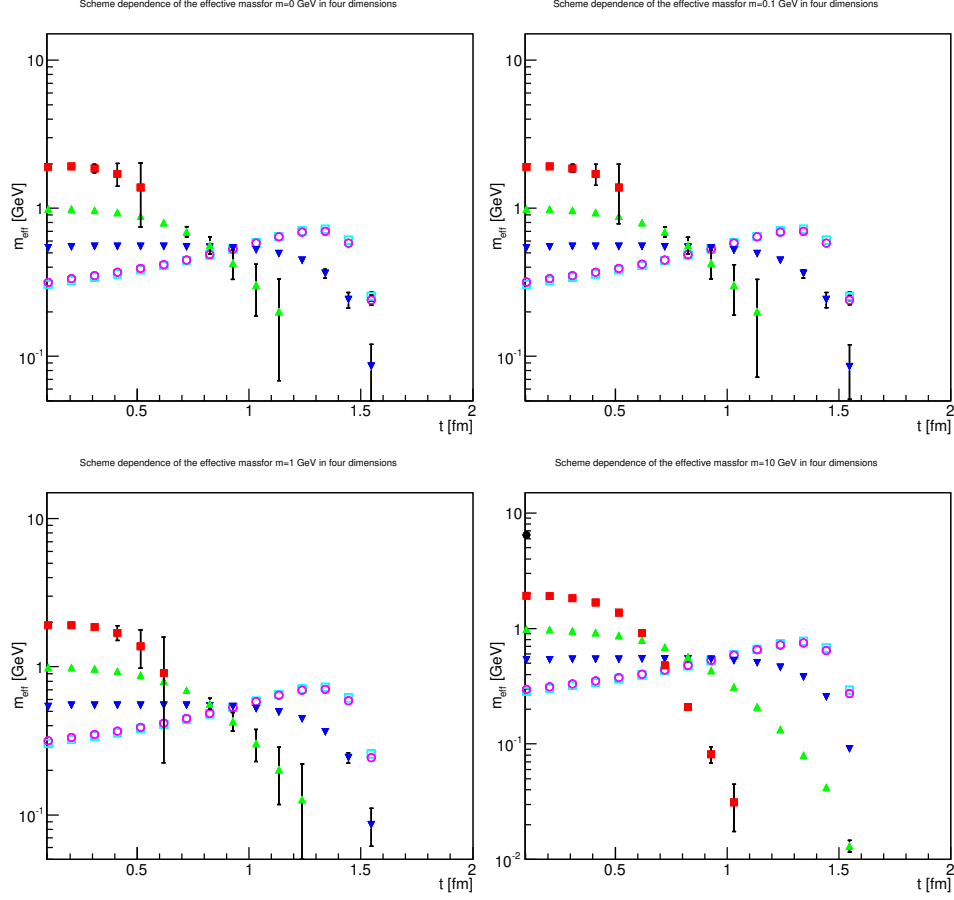 Scheme dependence of the effective massfor m=0 GeV in four dimensions
m_eff [GeV]
10
1
10^-1
0.5 1 1.5 2
t [fm]
Scheme dependence of the effective massfor m=0.1 GeV in four dimensions
m_eff [GeV]
10
1
10^-1
0.5 1 1.5 2
t [fm]
Scheme dependence of the effective massfor m=1 GeV in four dimensions
m_eff [GeV]
10
1
10^-1
0.5 1 1.5 2
t [fm]
Scheme dependence of the effective massfor m=10 GeV in four dimensions
m_eff [GeV]
10
1
10^-1
10^-2
0.5 1 1.5 2
t [fm]